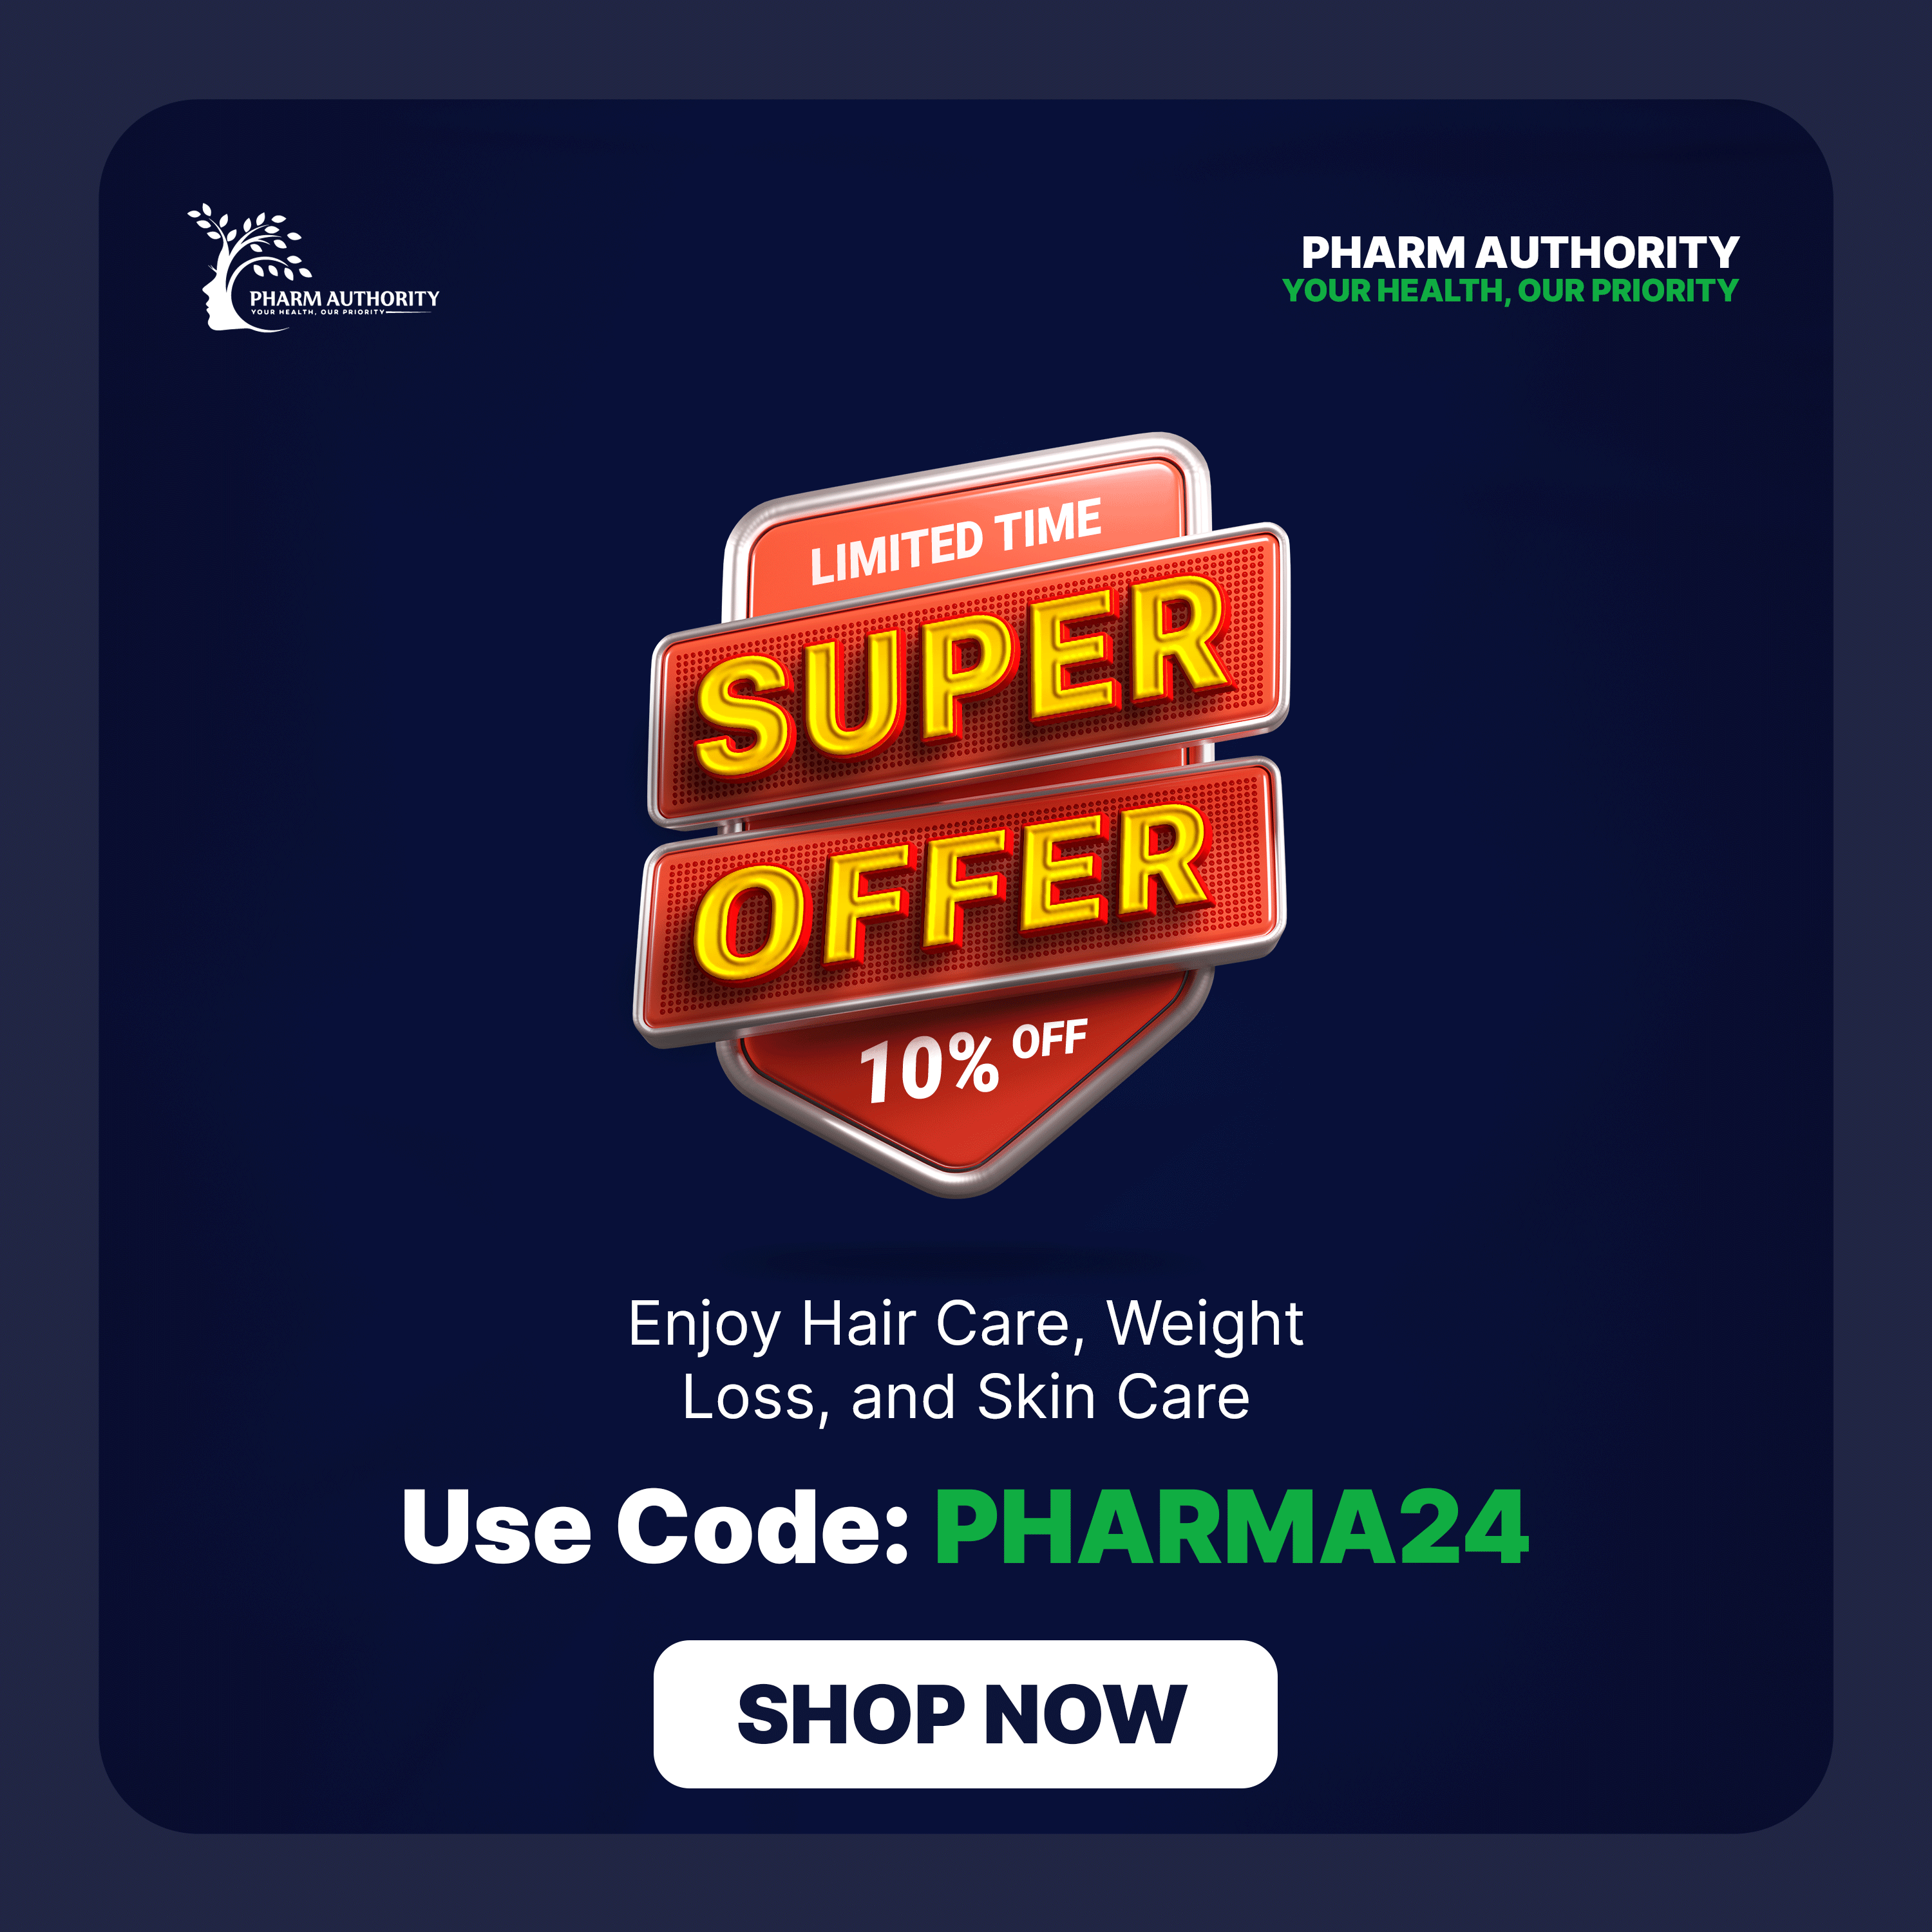 PHARM AUTHORITY
YOUR HEALTH, OUR PRIORITY
PHARM AUTHORITY
YOUR HEALTH, OUR PRIORITY
LIMITED TIME
SUPER
OFFER
10% OFF
Enjoy Hair Care, Weight
Loss, and Skin Care
Use Code: PHARMA24
SHOP NOW